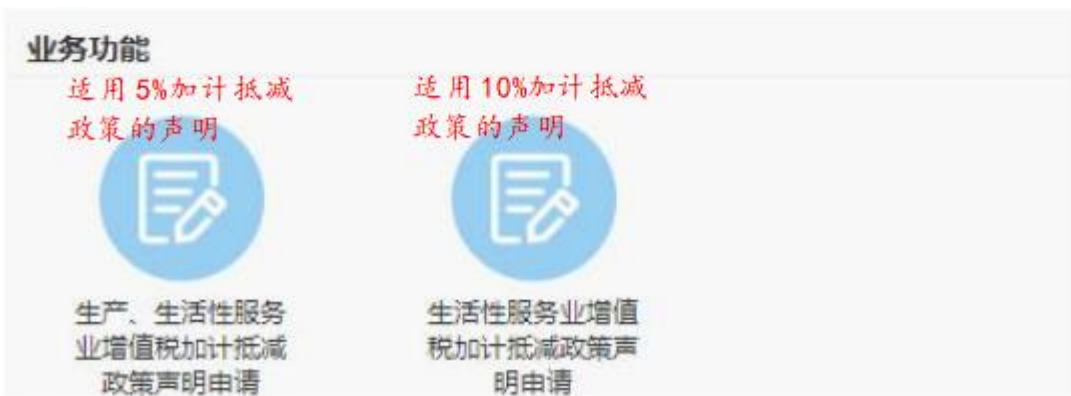 业务功能
适用5%加计抵减
政策的声明
适用10%加计抵减
政策的声明
生产、生活性服务
业增值税加计抵减
政策声明申请
生活性服务业增值
税加计抵减政策声
明申请